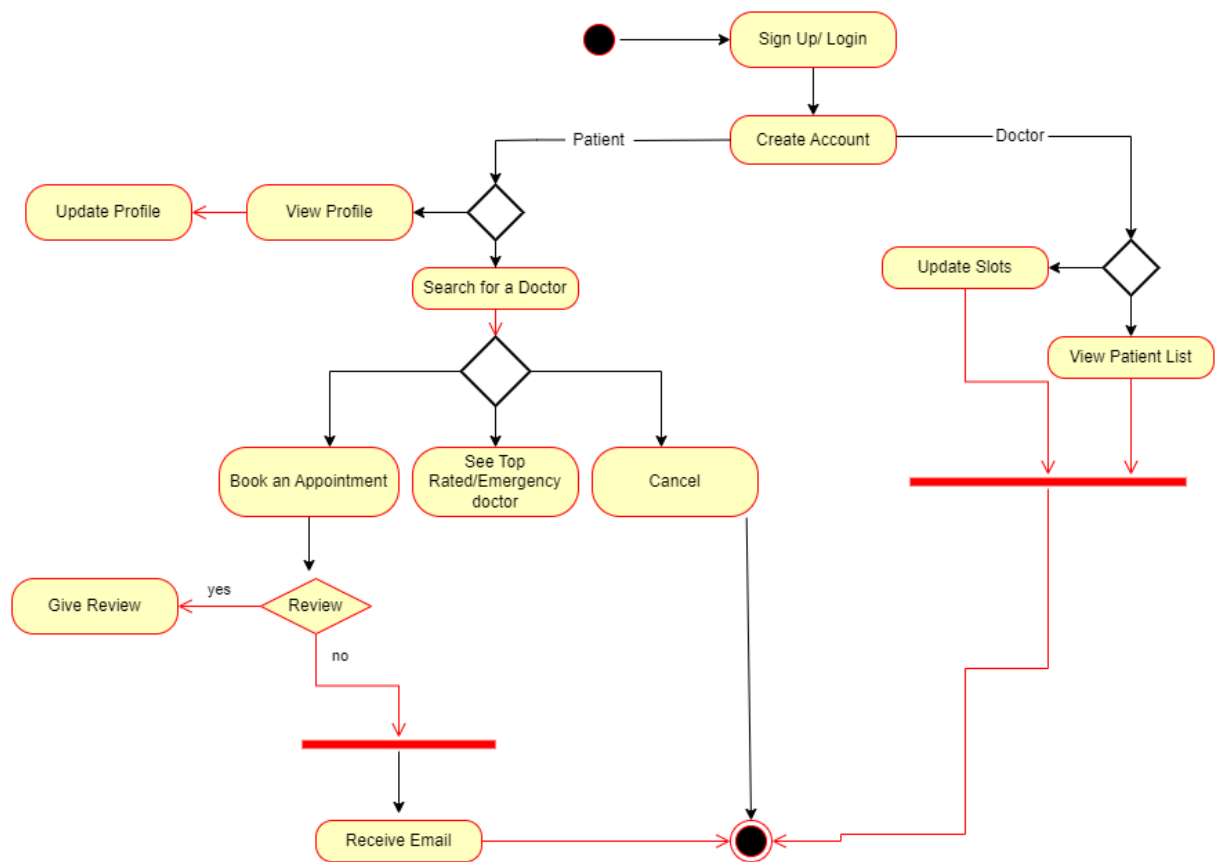 Sign Up/ Login
Create Account
Patient
Doctor
Update Profile
View Profile
Search for a Doctor
Update Slots
View Patient List
Book an Appointment
See Top
Rated/Emergency
doctor
Cancel
yes
Give Review
Review
no
Receive Email